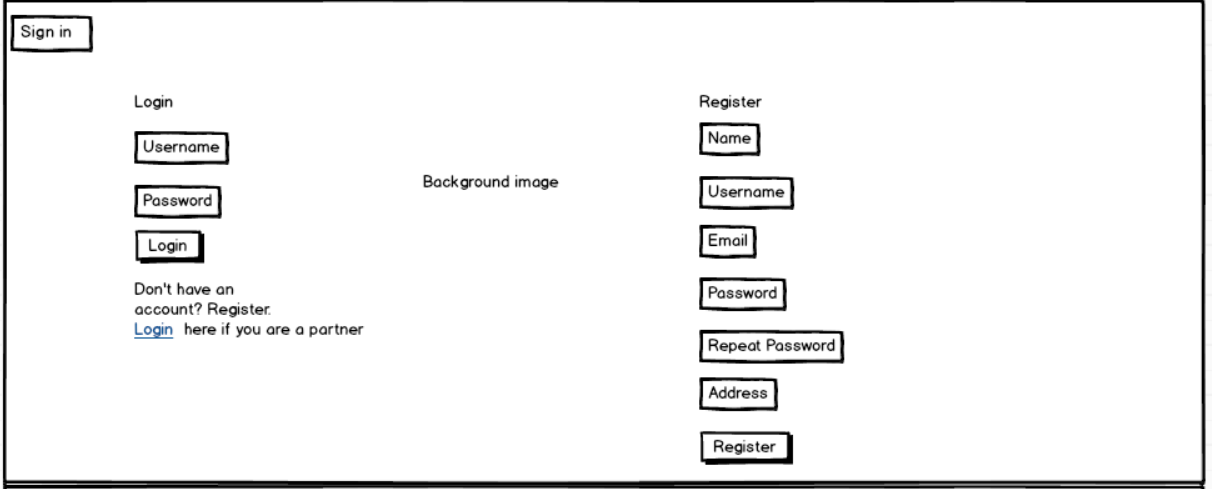 Sign in
Login
Username
Password
Login
Don't have an
account? Register.
Login here if you are a partner
Background image
Register
Name
Username
Email
Password
Repeat Password
Address
Register